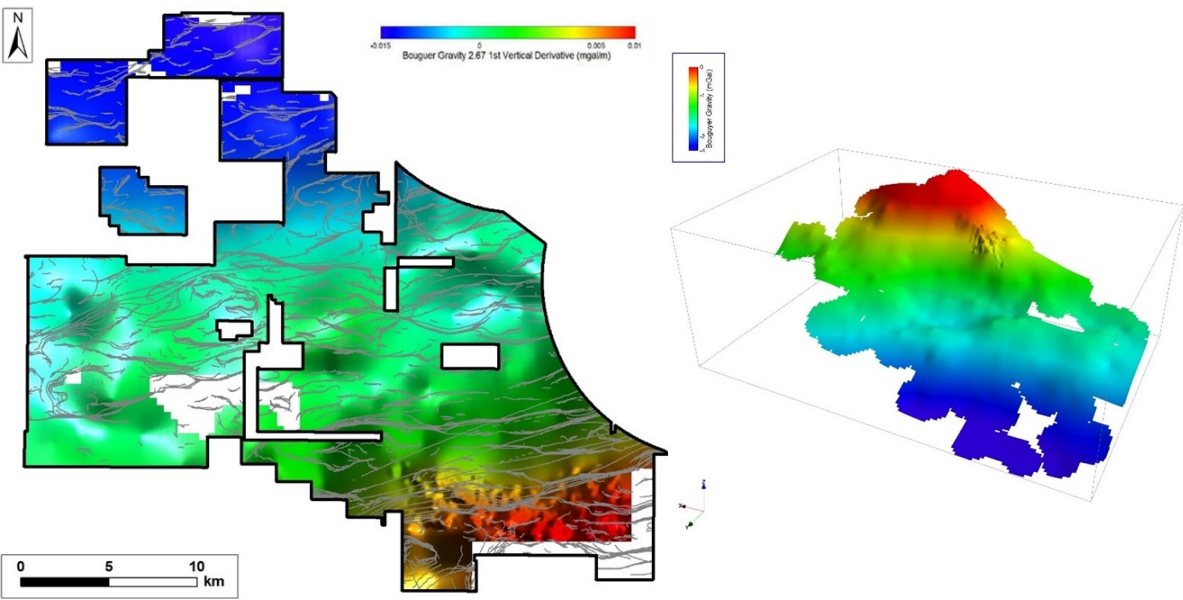 N
-0.015 0 0.005 0.01
Bouguer Gravity 2.67 1st Vertical Derivative (mgal/m)
Bouguyer Gravity (mGal)
0 5 10
km